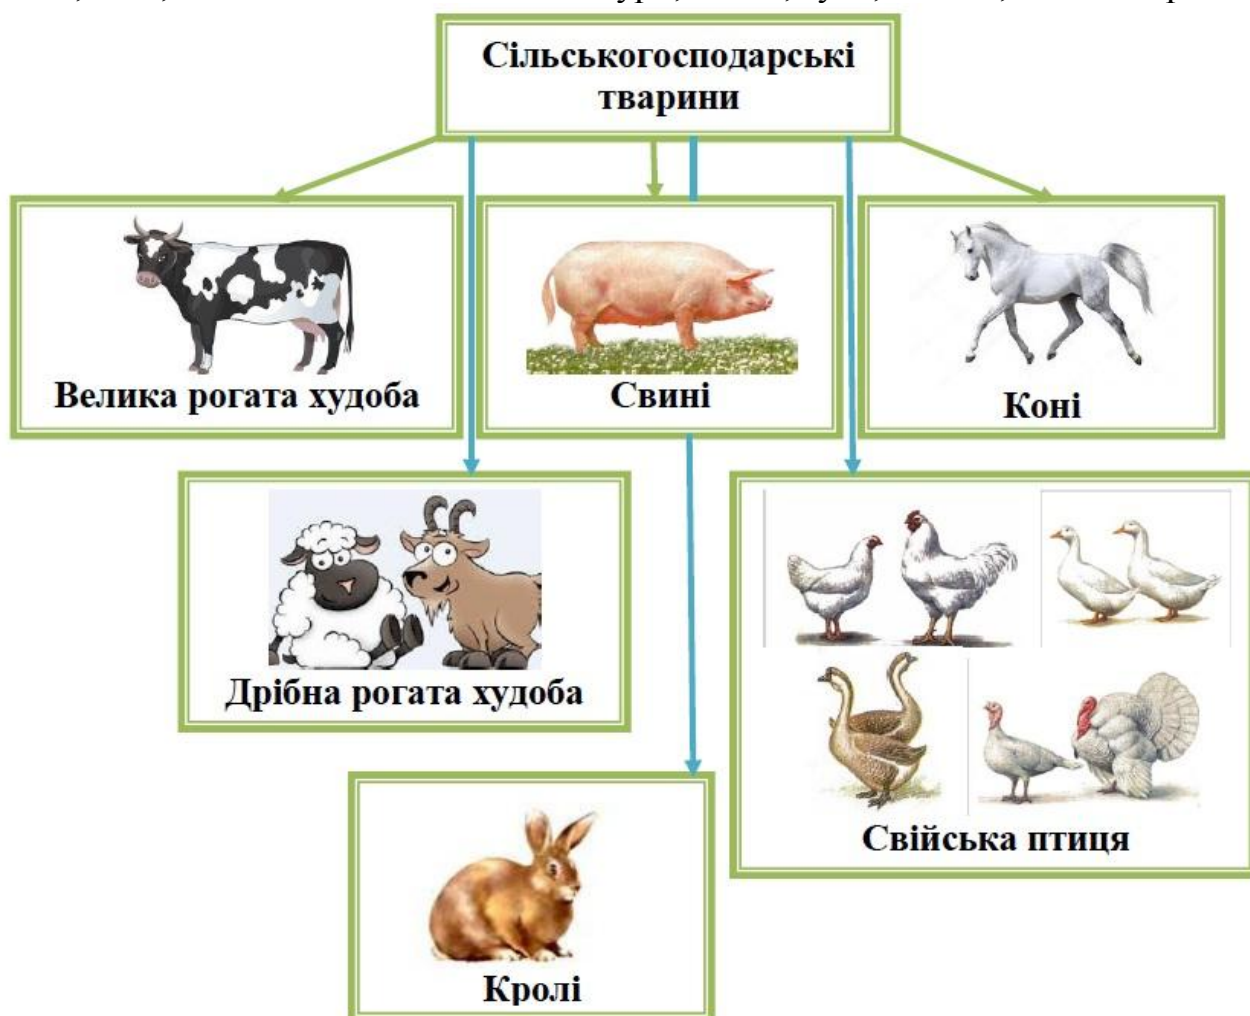 Сільськогосподарські
тварини
Велика рогата худоба
Свині
Коні
Дрібна рогата худоба
Свійська птиця
Кролі